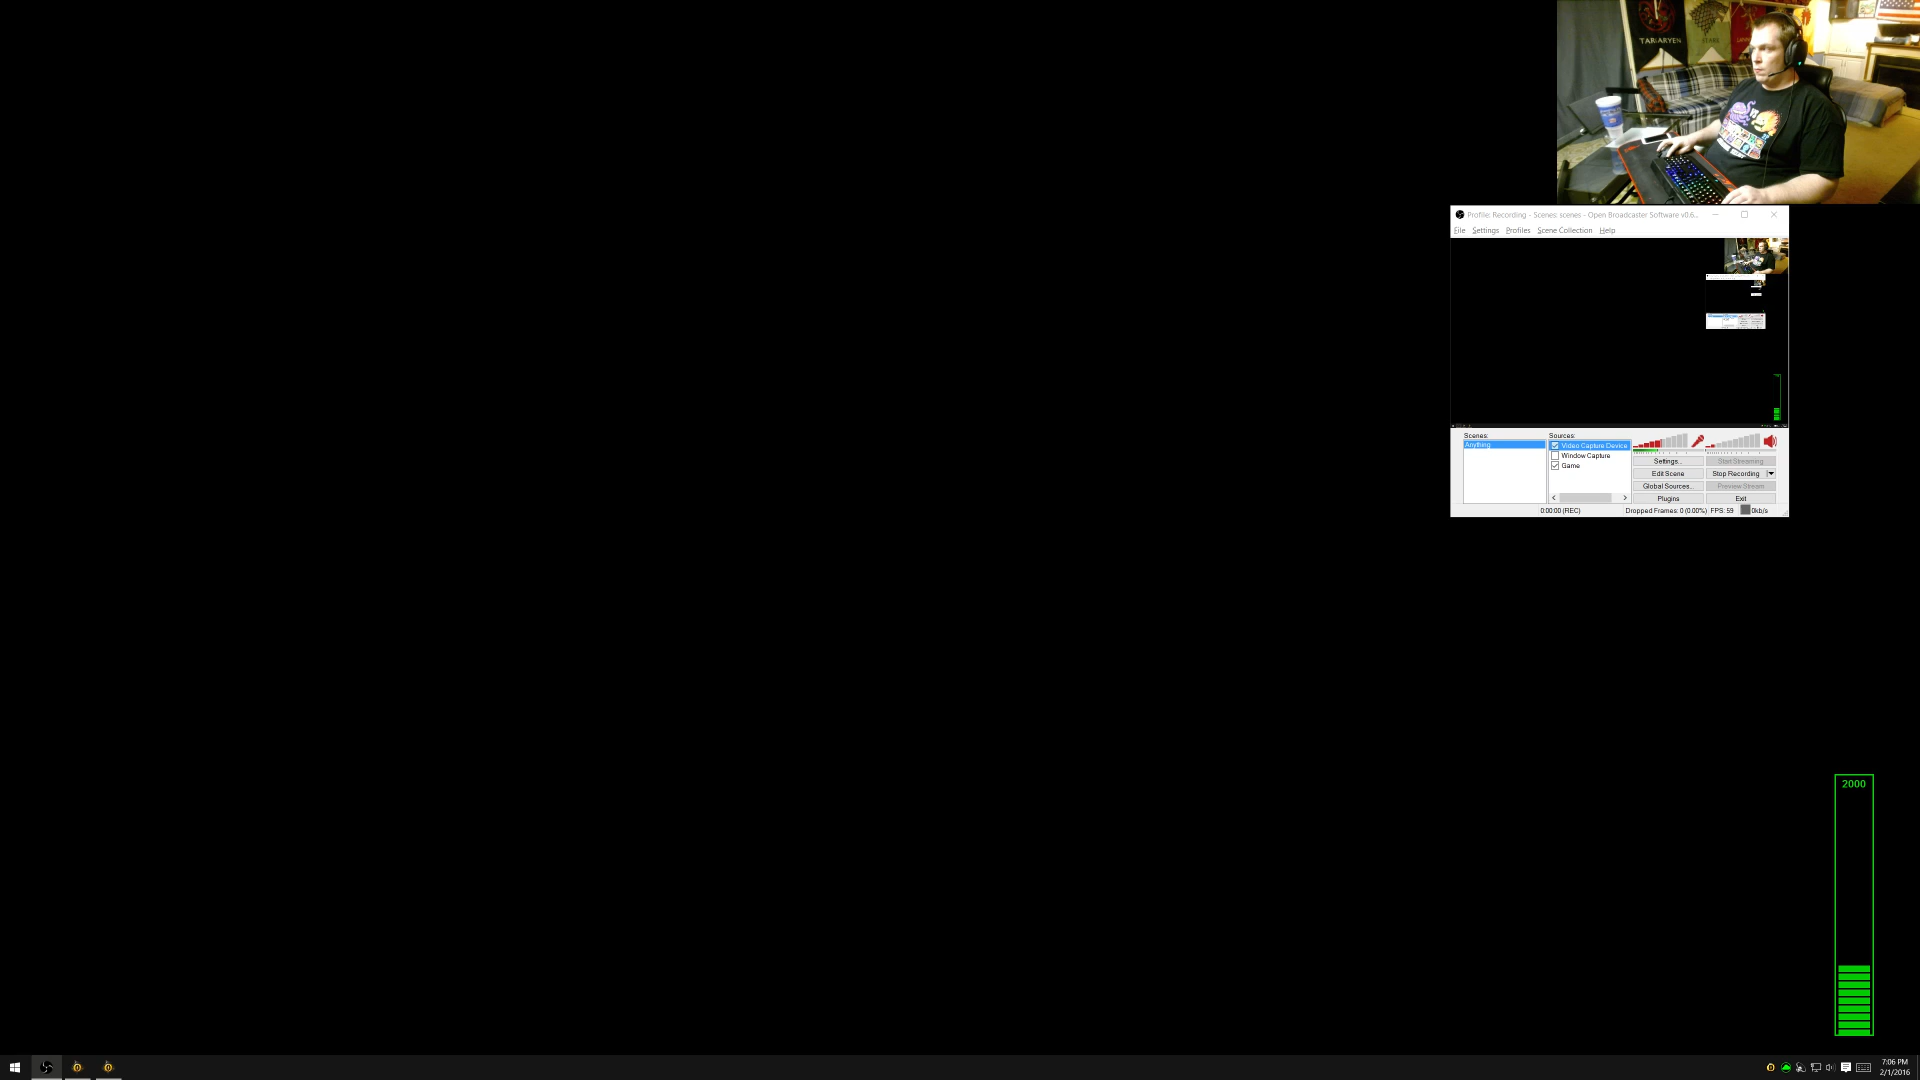 TARGARYEN
STARK
Profile: Recording - Scenes: scenes - Open Broadcaster Software v0.6...
File Settings Profiles Scene Collection Help
Scenes:
Anything
Sources:
Video Capture Device
Window Capture
Game
Settings...
Start Streaming
Edit Scene
Stop Recording
Global Sources...
Preview Stream
Plugins
Exit
0:00:00 (REC)
Dropped Frames: 0 (0.00%)
FPS: 59
0kb/s
2000
7:06 PM
2/1/2016